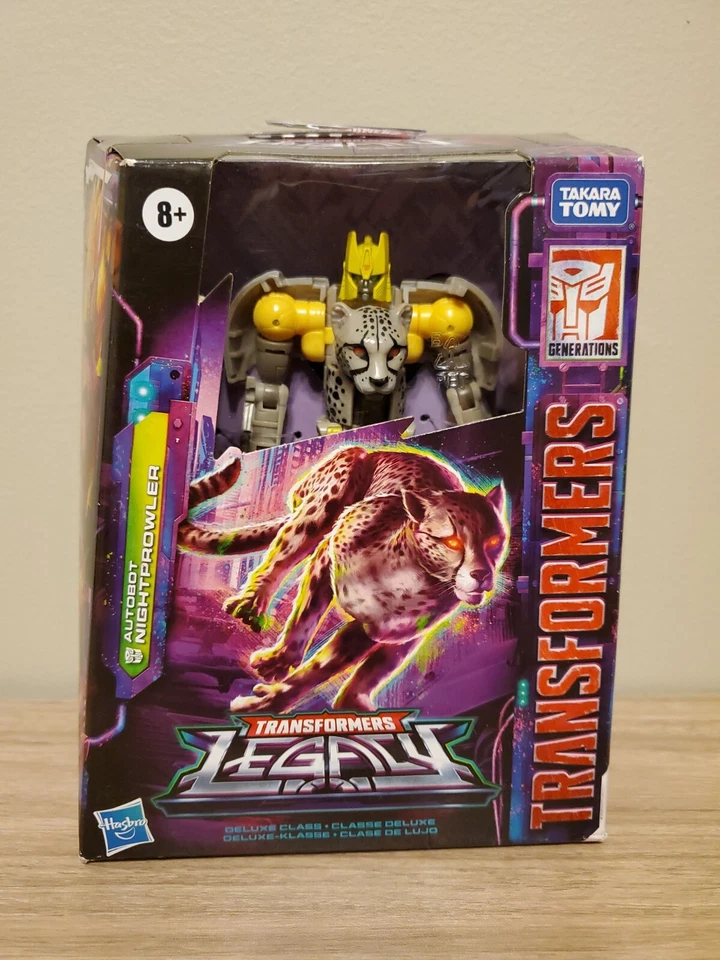 8+
TAKARA
TOMY
GENERATIONS
TRANSFORMERS
AUTOBOT
NIGHTPROWLER
TRANSFORMERS
LEGACY
Hasbro
DELUXE CLASS • CLASSE DELUXE
DELUXE-KLASSE • CLASE DE LUJO